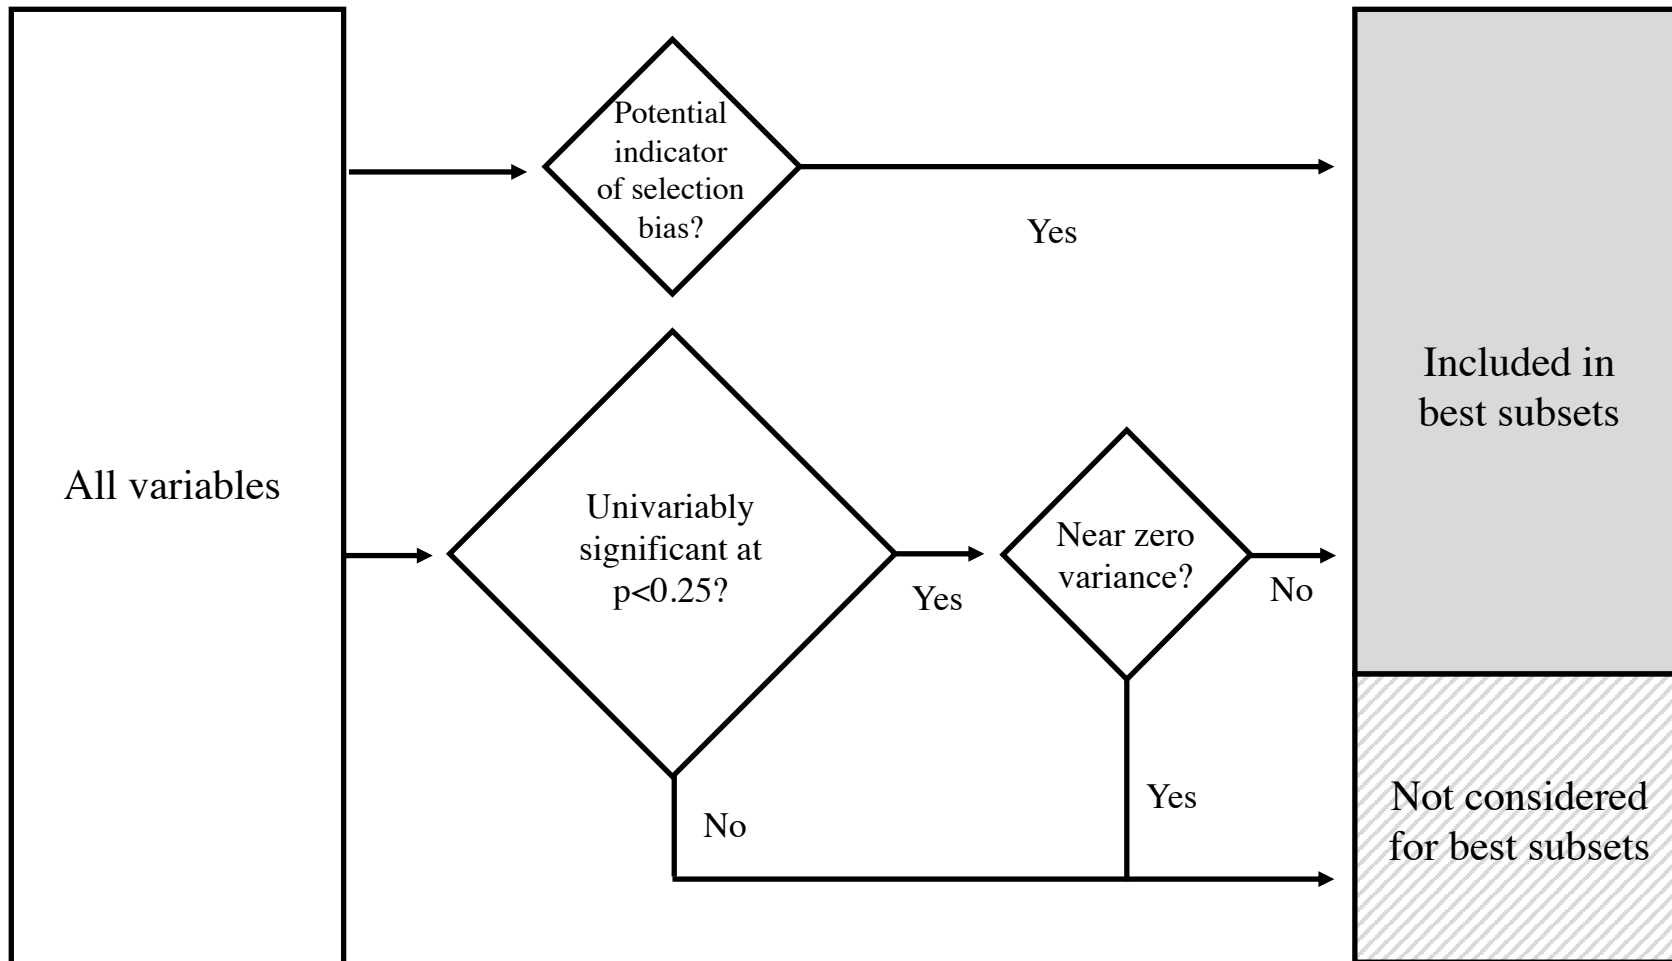 All variables
Potential
indicator
of selection
bias?
Yes
Univariably
significant at
p<0.25?
Yes
No
Near zero
variance?
No
Yes
Included in
best subsets
Not considered
for best subsets